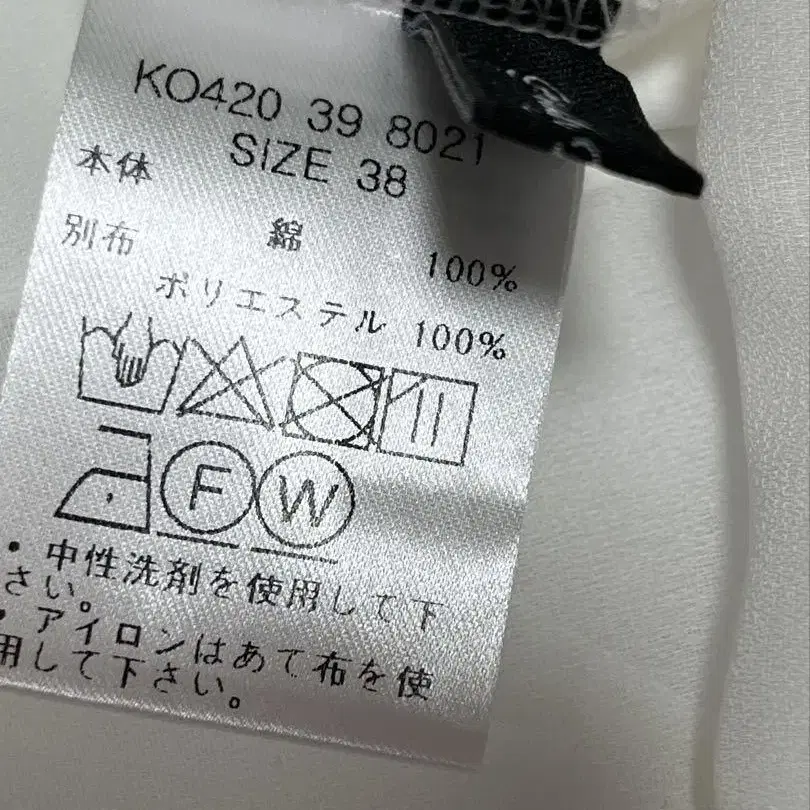 KO420 39 8021
SIZE 38
本体
綿 100%
別布
ポリエステル 100%
F W
・中性洗剤を使用して下
さい。
・アイロンはあて布を使
用して下さい。